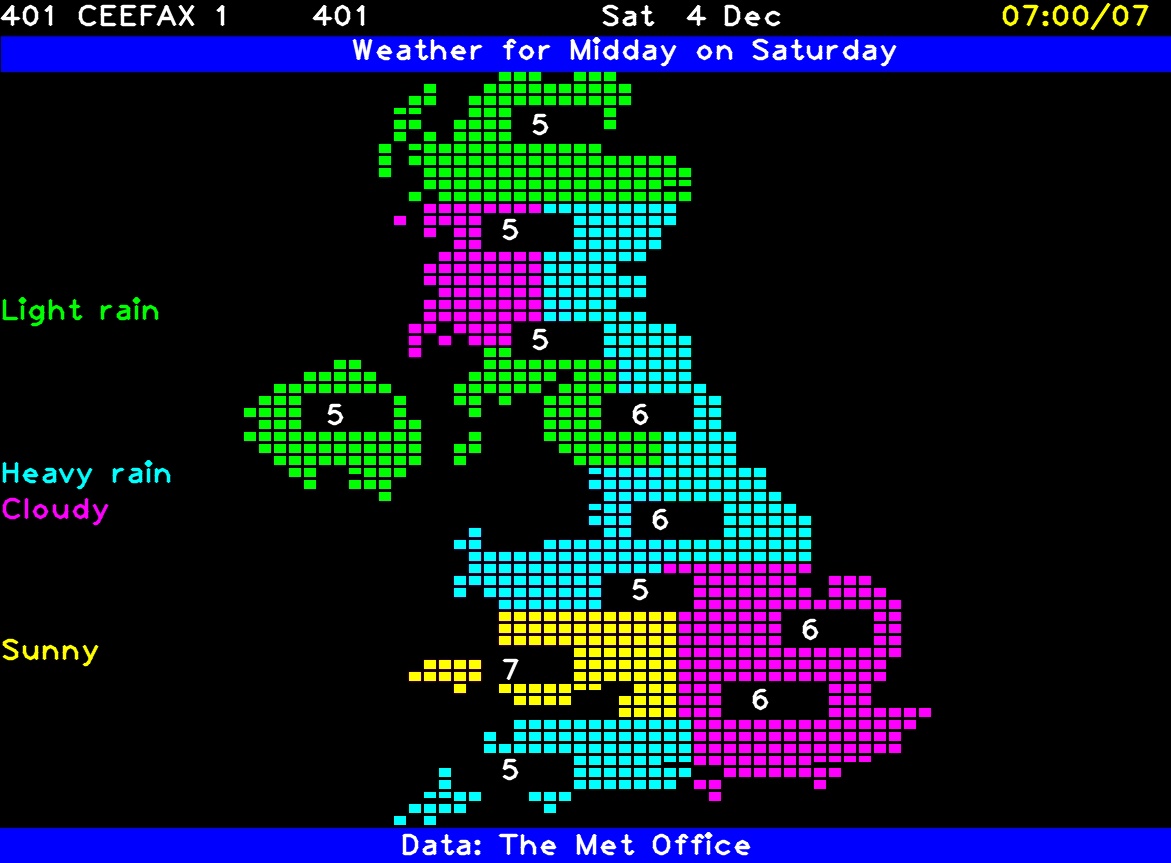 401 CEEFAX 1 401 Sat 4 Dec 07:00/07
Weather for Midday on Saturday
5
5
Light rain
5
5 6
Heavy rain
Cloudy
6
5
6
Sunny
7
6
5
Data: The Met Office